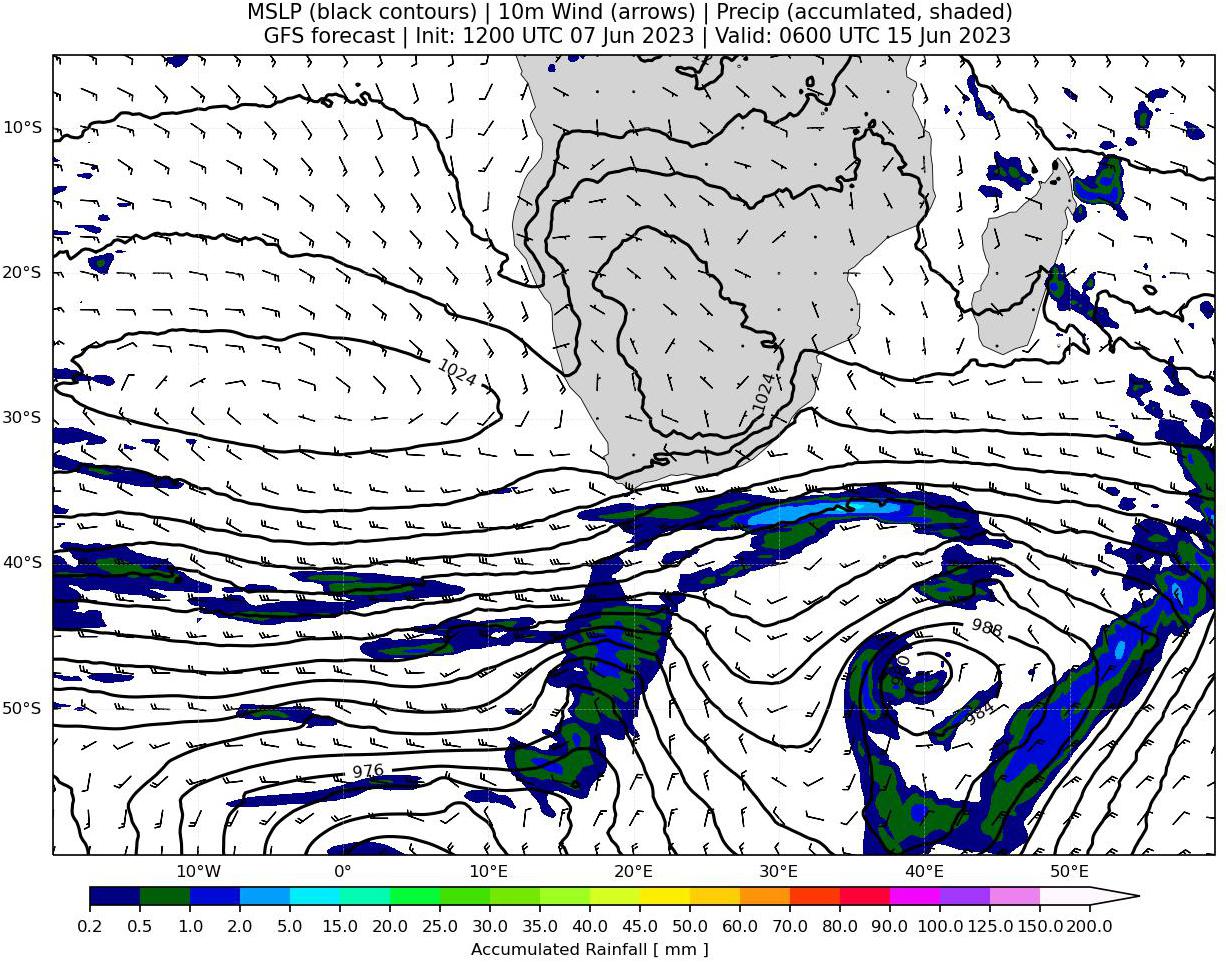 MSLP (black contours) | 10m Wind (arrows) | Precip (accumlated, shaded)
GFS forecast | Init: 1200 UTC 07 Jun 2023 | Valid: 0600 UTC 15 Jun 2023
10°S
20°S
30°S
40°S
50°S
1024
1024
988
984
976
10°W 0° 10°E 20°E 30°E 40°E 50°E
0.2 0.5 1.0 2.0 5.0 10.0 15.0 20.0 25.0 30.0 35.0 40.0 45.0 50.0 60.0 70.0 80.0 90.0 100.0 125.0 150.0 200.0
Accumulated Rainfall [ mm ]